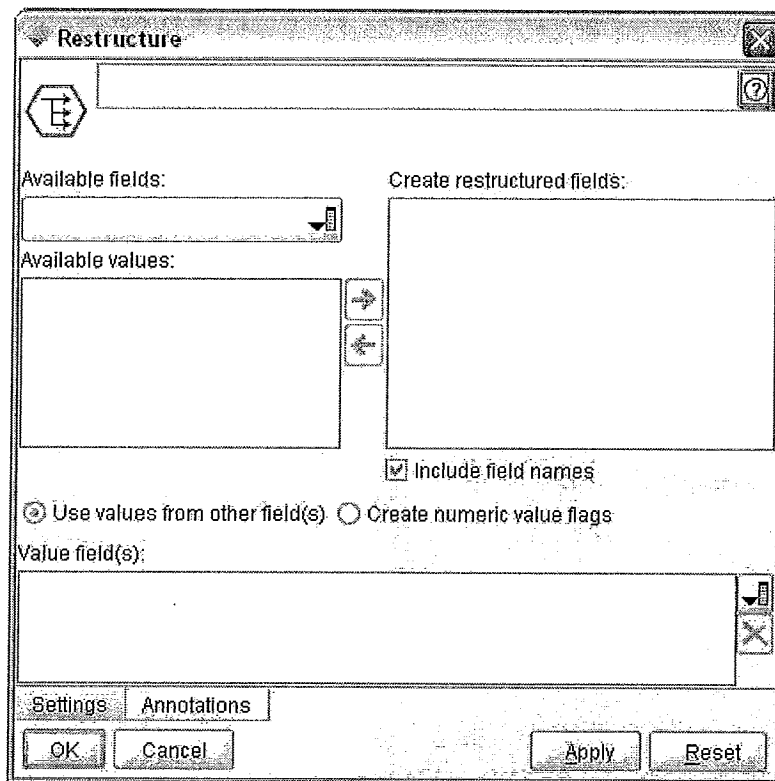 Restructure
Available fields:
Create restructured fields:
Available values:
Include field names
Use values from other field(s) Create numeric value flags
Value field(s):
Settings Annotations
OK Cancel Apply Reset